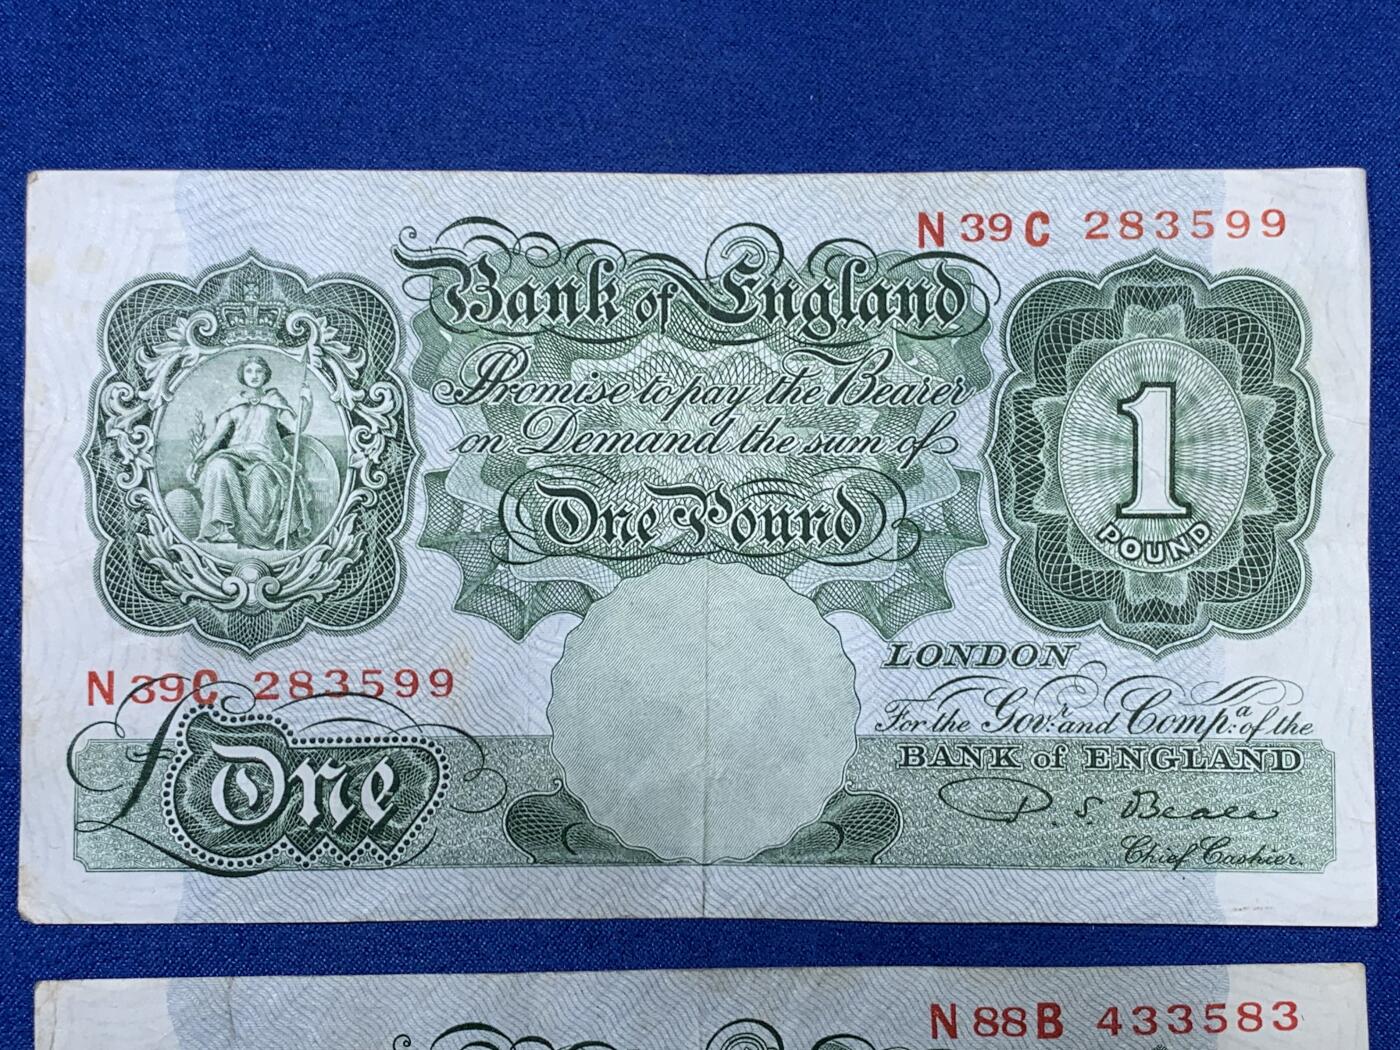 N39C 283599
Bank of England
Promise to pay the Bearer
on Demand the sum of
One Pound
1
POUND
LONDON
N39C 283599
For the Govr. and Compa. of the
BANK of ENGLAND
£One
P. S. Beale
Chief Cashier.
N88B 433583